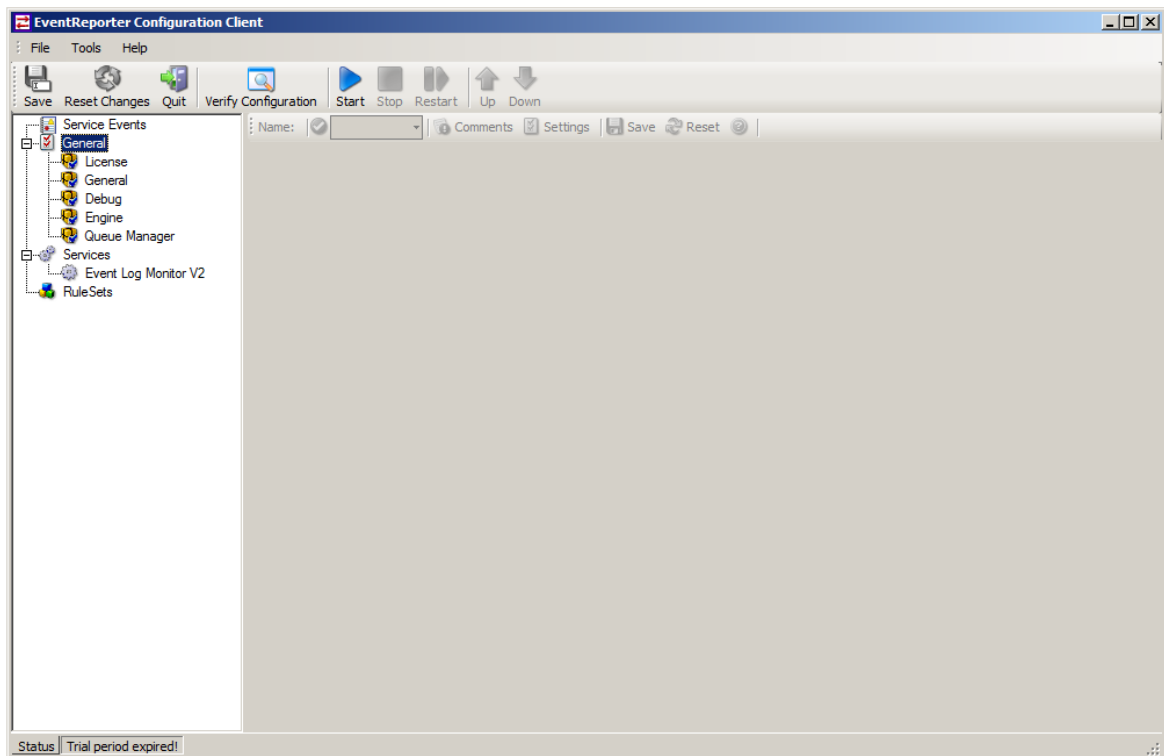 EventReporter Configuration Client
File Tools Help
Save Reset Changes Quit Verify Configuration Start Stop Restart Up Down
Service Events
Name: Comments Settings Save Reset
General
License
General
Debug
Engine
Queue Manager
Services
Event Log Monitor V2
RuleSets
Status Trial period expired!